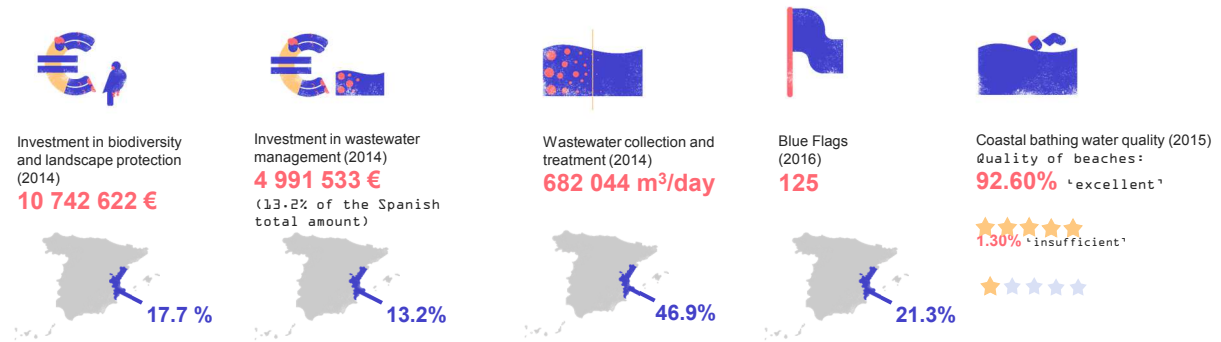 Investment in biodiversity
and landscape protection
(2014)
10 742 622 €
17.7 %
Investment in wastewater
management (2014)
4 991 533 €
(13.2% of the Spanish
total amount)
13.2%
Wastewater collection and
treatment (2014)
682 044 m³/day
46.9%
Blue Flags
(2016)
125
21.3%
Coastal bathing water quality (2015)
Quality of beaches:
92.60% ‘excellent’
1.30% ‘insufficient’